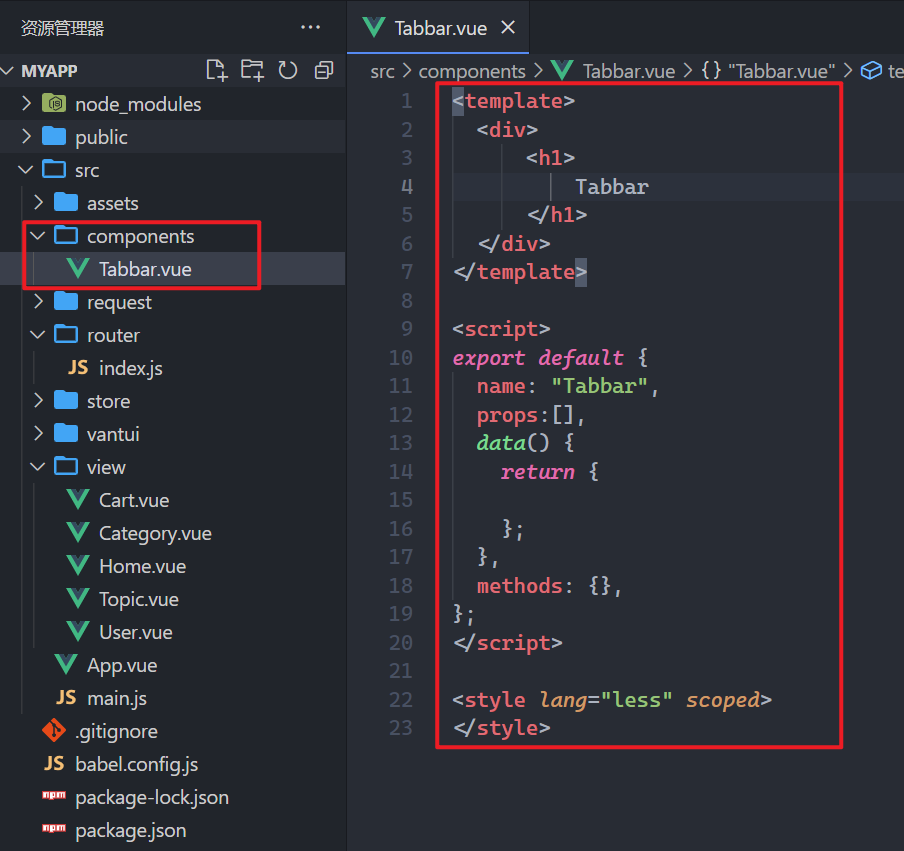 资源管理器
MYAPP
node_modules
public
src
assets
components
Tabbar.vue
request
router
JS index.js
store
vantui
view
Cart.vue
Category.vue
Home.vue
Topic.vue
User.vue
App.vue
JS main.js
.gitignore
JS babel.config.js
npm package-lock.json
npm package.json
Tabbar.vue
src > components > Tabbar.vue > {} "Tabbar.vue" > te
1 <template>
2 <div>
3 <h1>
4 Tabbar
5 </h1>
6 </div>
7 </template>
8
9 <script>
10 export default {
11 name: "Tabbar",
12 props:[],
13 data() {
14 return {
15
16 };
17 },
18 methods: {},
19 };
20 </script>
21
22 <style lang="less" scoped>
23 </style>